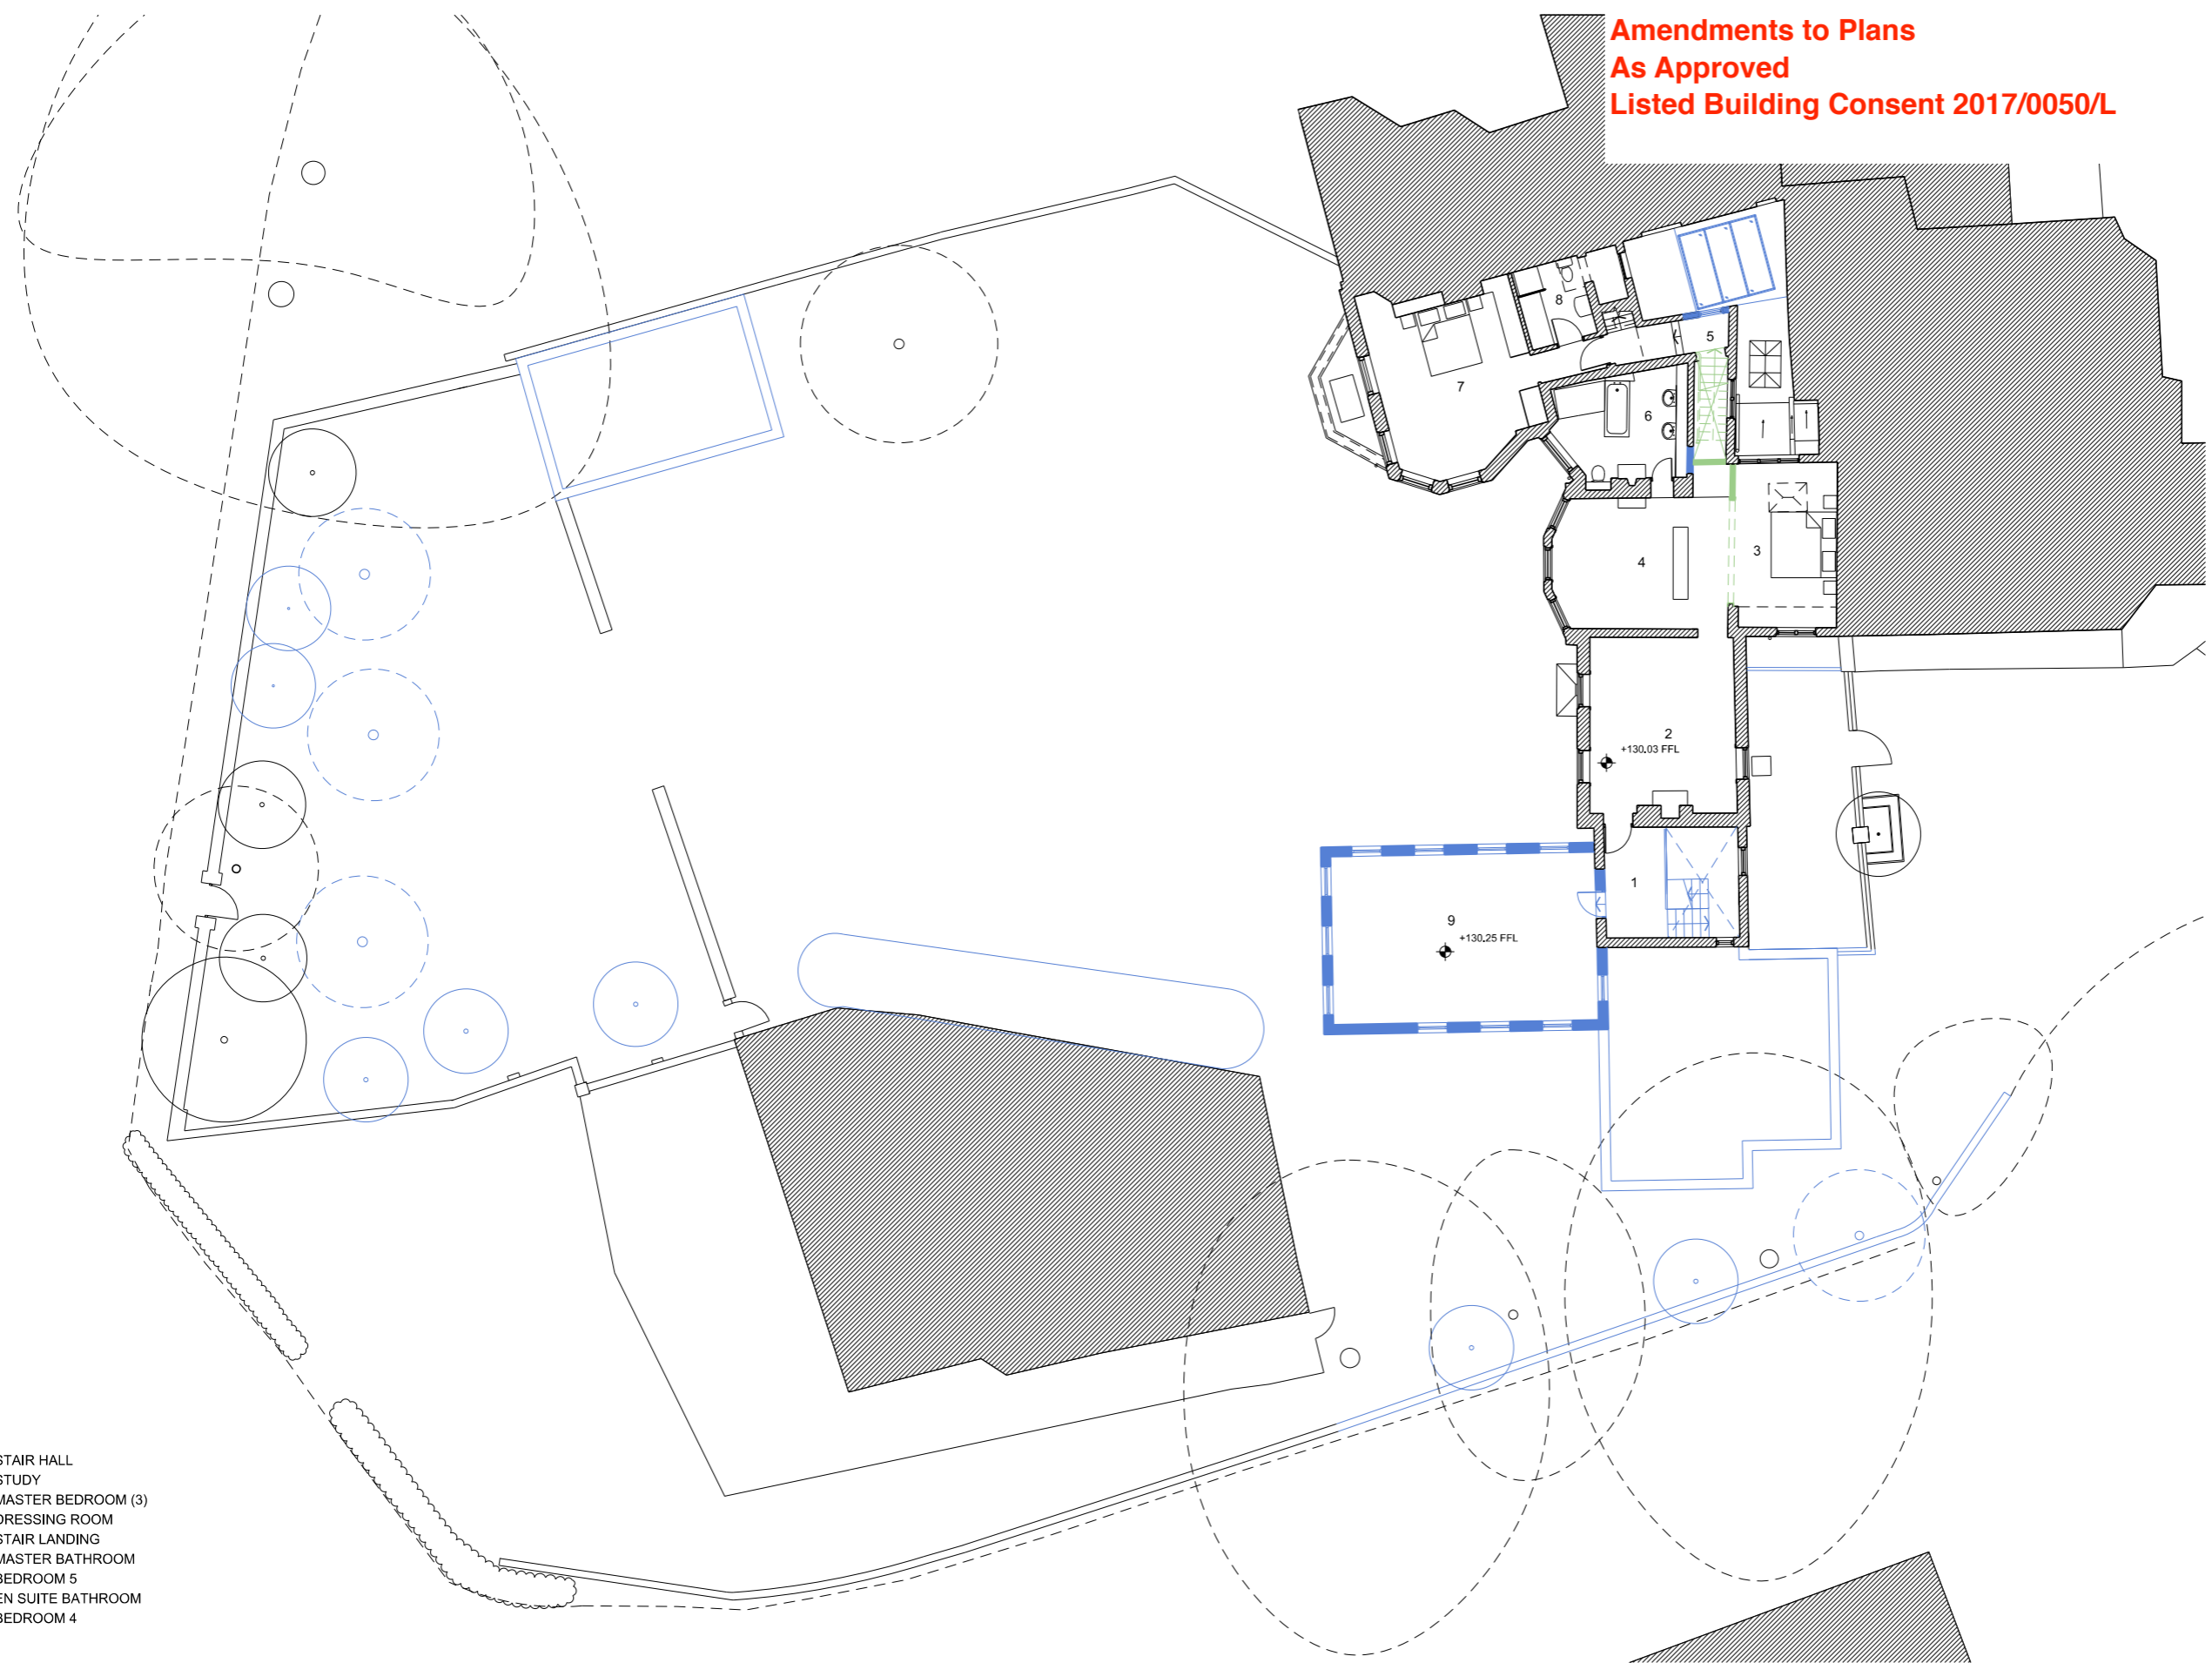 Amendments to Plans
As Approved
Listed Building Consent 2017/0050/L
8
5
7
6
3
4
2
+130.03 FFL
1
9
+130.25 FFL
STAIR HALL
STUDY
MASTER BEDROOM (3)
DRESSING ROOM
STAIR LANDING
MASTER BATHROOM
BEDROOM 5
EN SUITE BATHROOM
BEDROOM 4